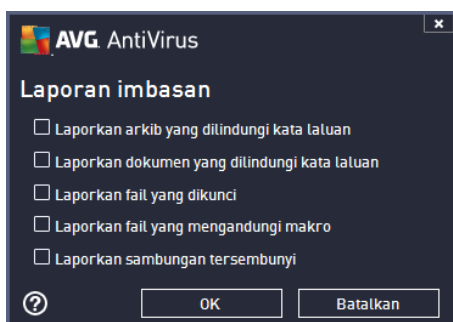 AVG. AntiVirus
Laporan imbasan
Laporkan arkib yang dilindungi kata laluan
Laporkan dokumen yang dilindungi kata laluan
Laporkan fail yang dikunci
Laporkan fail yang mengandungi makro
Laporkan sambungan tersembunyi
?
OK
Batalkan